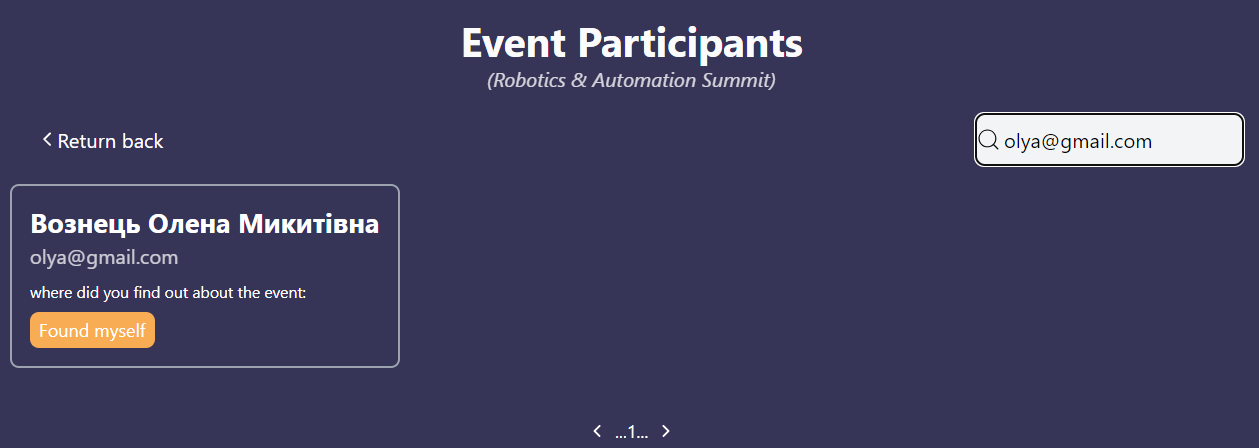 Event Participants
(Robotics & Automation Summit)
Return back
olya@gmail.com
Вознець Олена Микитівна
olya@gmail.com
where did you find out about the event:
Found myself
...1...